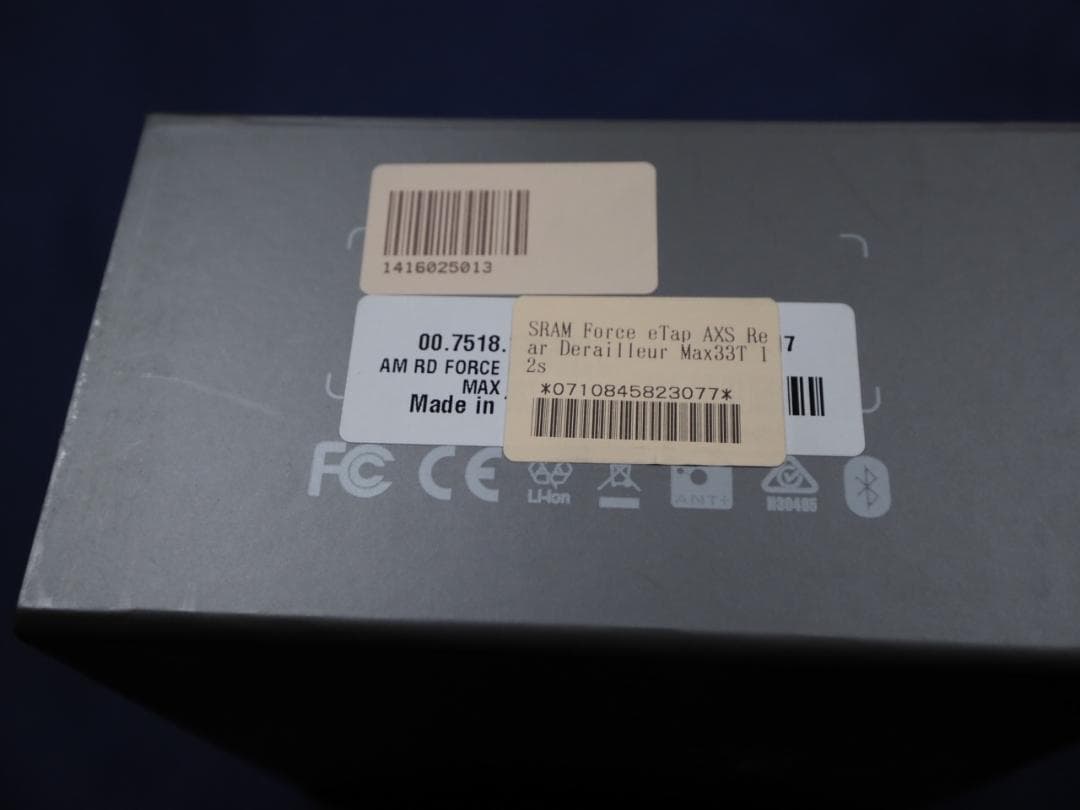 1416025013
00.7518.
AM RD FORCE
MAX
Made in
SRAM Force eTap AXS Re
ar Derailleur Max33T 1
2s
*0710845823077*
7
FC CE Li-Ion ANT+ N30495